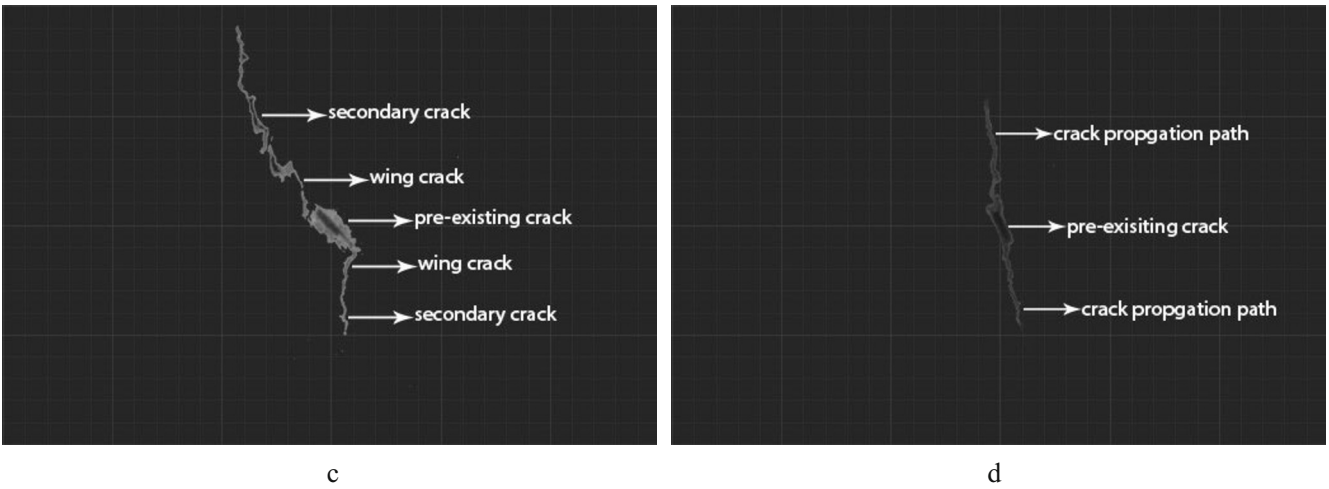 secondary crack
wing crack
pre-existing crack
wing crack
secondary crack
crack propgation path
pre-exisiting crack
crack propgation path
c
d